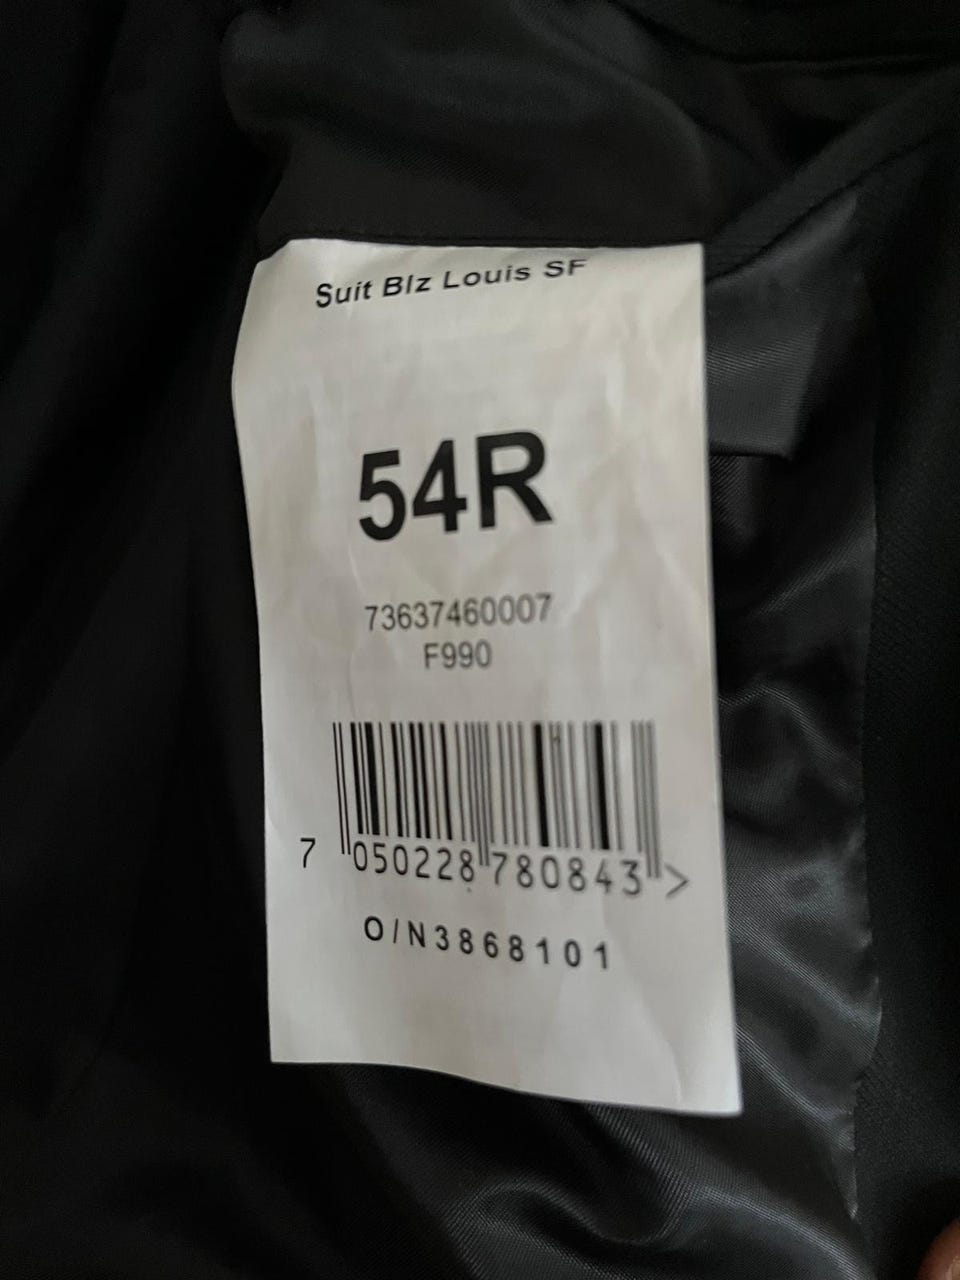 Suit Blz Louis SF
54R
73637460007
F990
7 050228 780843 >
O/N3868101